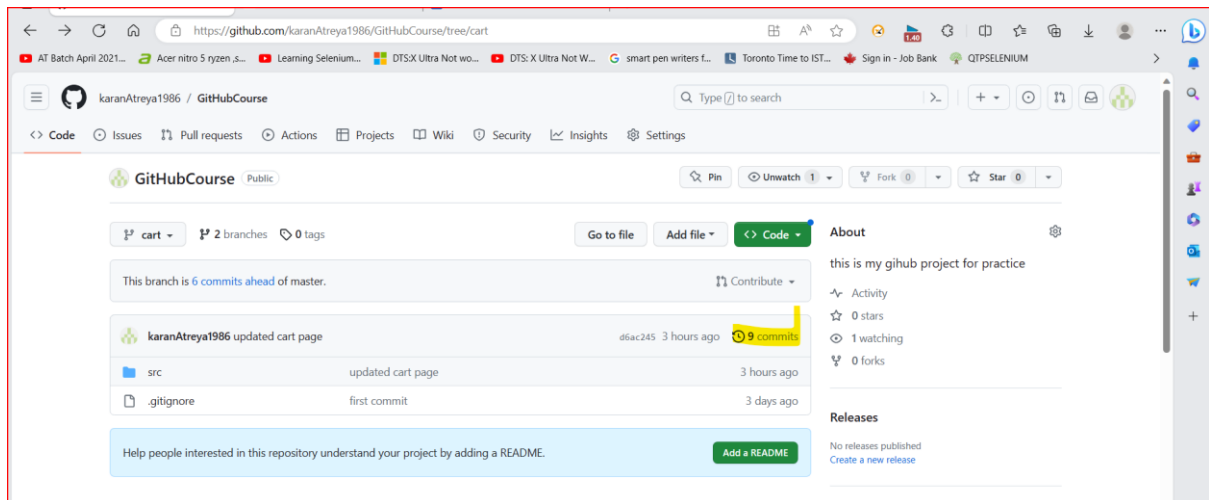 https://github.com/karanAtreya1986/GitHubCourse/tree/cart
1.40
AT Batch April 2021... Acer nitro 5 ryzen ,s... Learning Selenium... DTS:X Ultra Not wo... DTS: X Ultra Not W... smart pen writers f... Toronto Time to IST... Sign in - Job Bank QTPSELENIUM
karanAtreya1986 / GitHubCourse Type / to search
Code Issues Pull requests Actions Projects Wiki Security Insights Settings
GitHubCourse Public Pin Unwatch 1 Fork 0 Star 0
cart 2 branches 0 tags Go to file Add file <> Code About
this is my gihub project for practice
This branch is 6 commits ahead of master. Contribute
Activity
0 stars
karanAtreya1986 updated cart page d6ac245 3 hours ago 9 commits
1 watching
0 forks
src updated cart page 3 hours ago
.gitignore first commit 3 days ago
Releases
No releases published
Create a new release
Help people interested in this repository understand your project by adding a README. Add a README